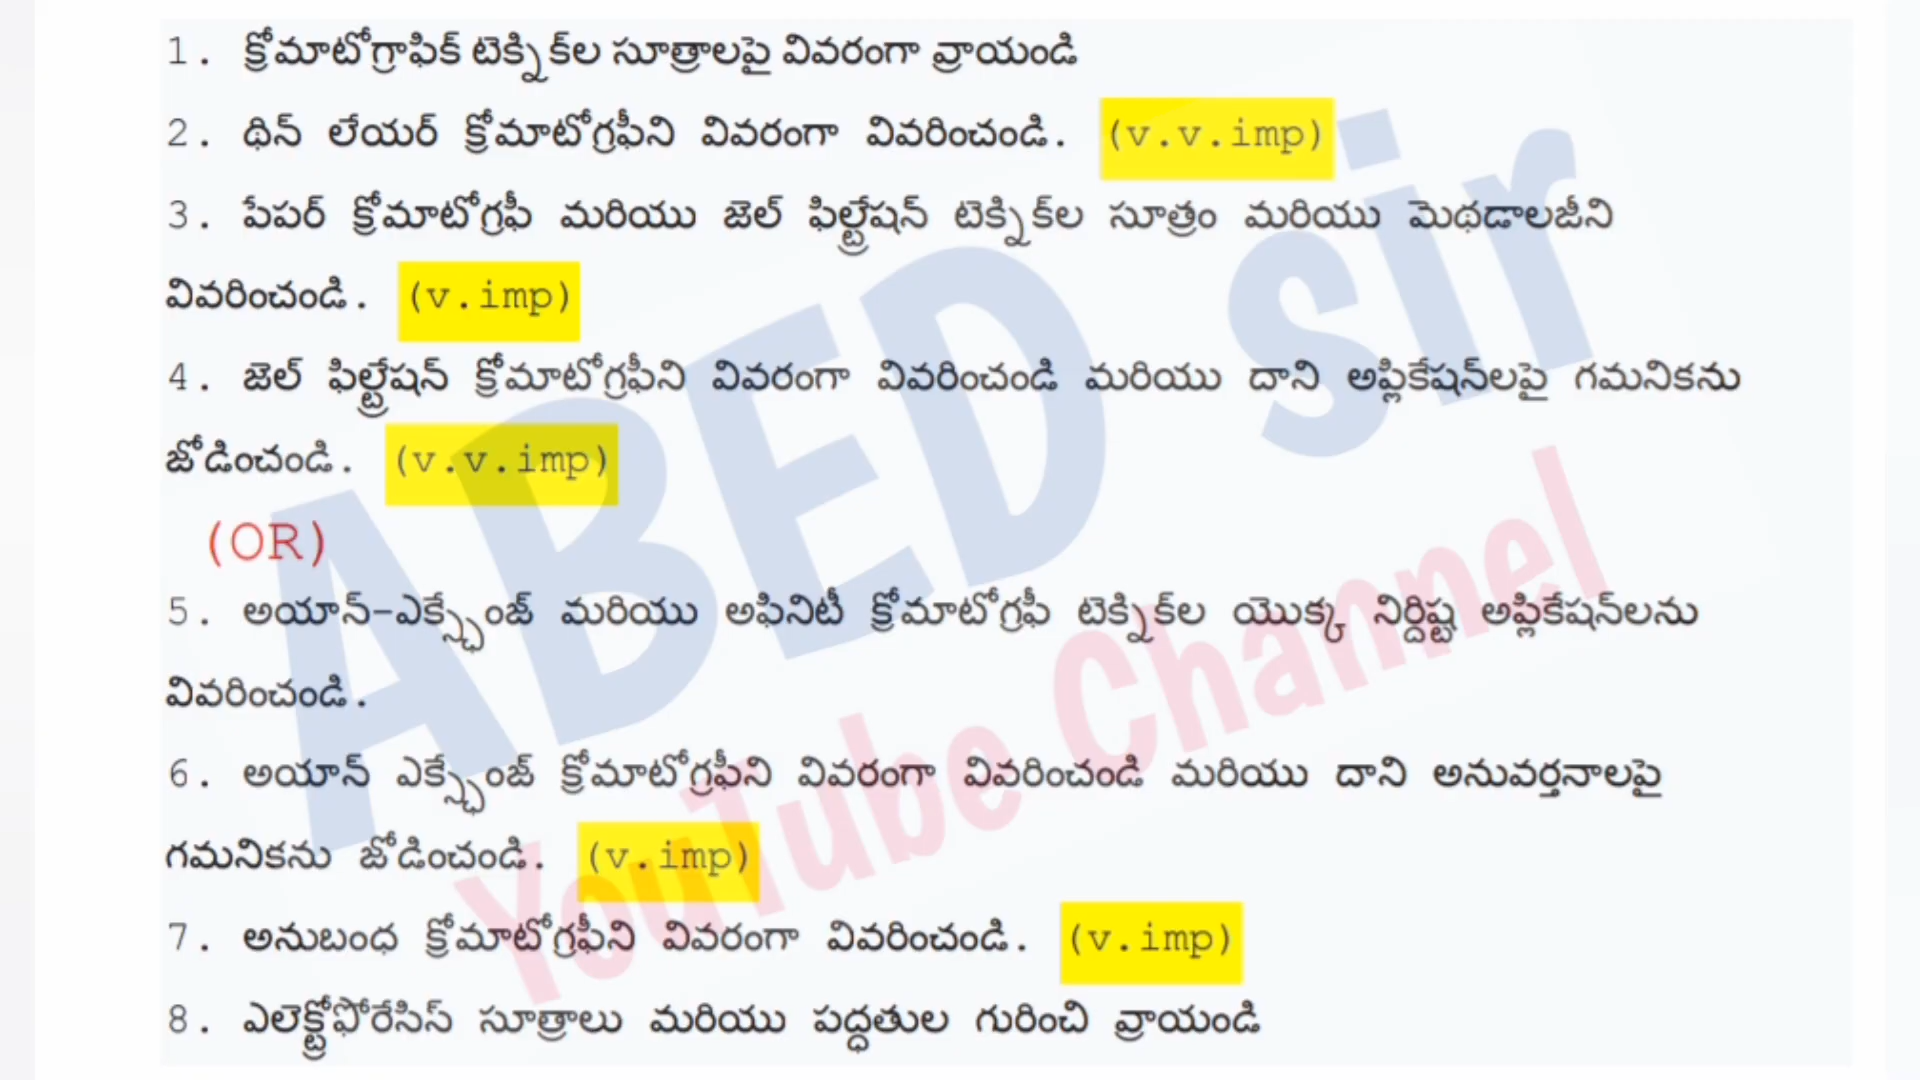 1. క్రోమాటోగ్రాఫిక్ టెక్నిక్‌ల సూత్రాలపై వివరంగా వ్రాయండి
2. థిన్ లేయర్ క్రోమాటోగ్రఫీని వివరంగా వివరించండి. (v.v.imp)
3. పేపర్ క్రోమాటోగ్రఫీ మరియు జెల్ ఫిల్ట్రేషన్ టెక్నిక్‌ల సూత్రం మరియు మెథడాలజీని
వివరించండి. (v.imp)
4. జెల్ ఫిల్ట్రేషన్ క్రోమాటోగ్రఫీని వివరంగా వివరించండి మరియు దాని అప్లికేషన్‌లపై గమనికను
జోడించండి. (v.v.imp)
(OR)
5. అయాన్-ఎక్స్ఛేంజ్ మరియు అఫినిటీ క్రోమాటోగ్రఫీ టెక్నిక్‌ల యొక్క నిర్దిష్ట అప్లికేషన్‌లను
వివరించండి.
6. అయాన్ ఎక్స్ఛేంజ్ క్రోమాటోగ్రఫీని వివరంగా వివరించండి మరియు దాని అనువర్తనాలపై
గమనికను జోడించండి. (v.imp)
7. అనుబంధ క్రోమాటోగ్రఫీని వివరంగా వివరించండి. (v.imp)
8. ఎలెక్ట్రోఫోరేసిస్ సూత్రాలు మరియు పద్ధతుల గురించి వ్రాయండి
ABED sir
YouTube Channel